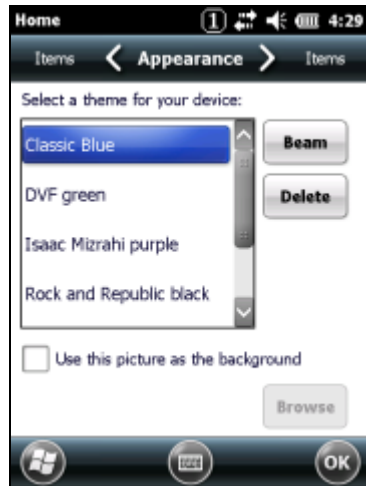 Home 1 4:29
Items Appearance Items
Select a theme for your device:
Classic Blue Beam
DVF green Delete
Isaac Mizrahi purple
Rock and Republic black
Use this picture as the background
Browse
OK